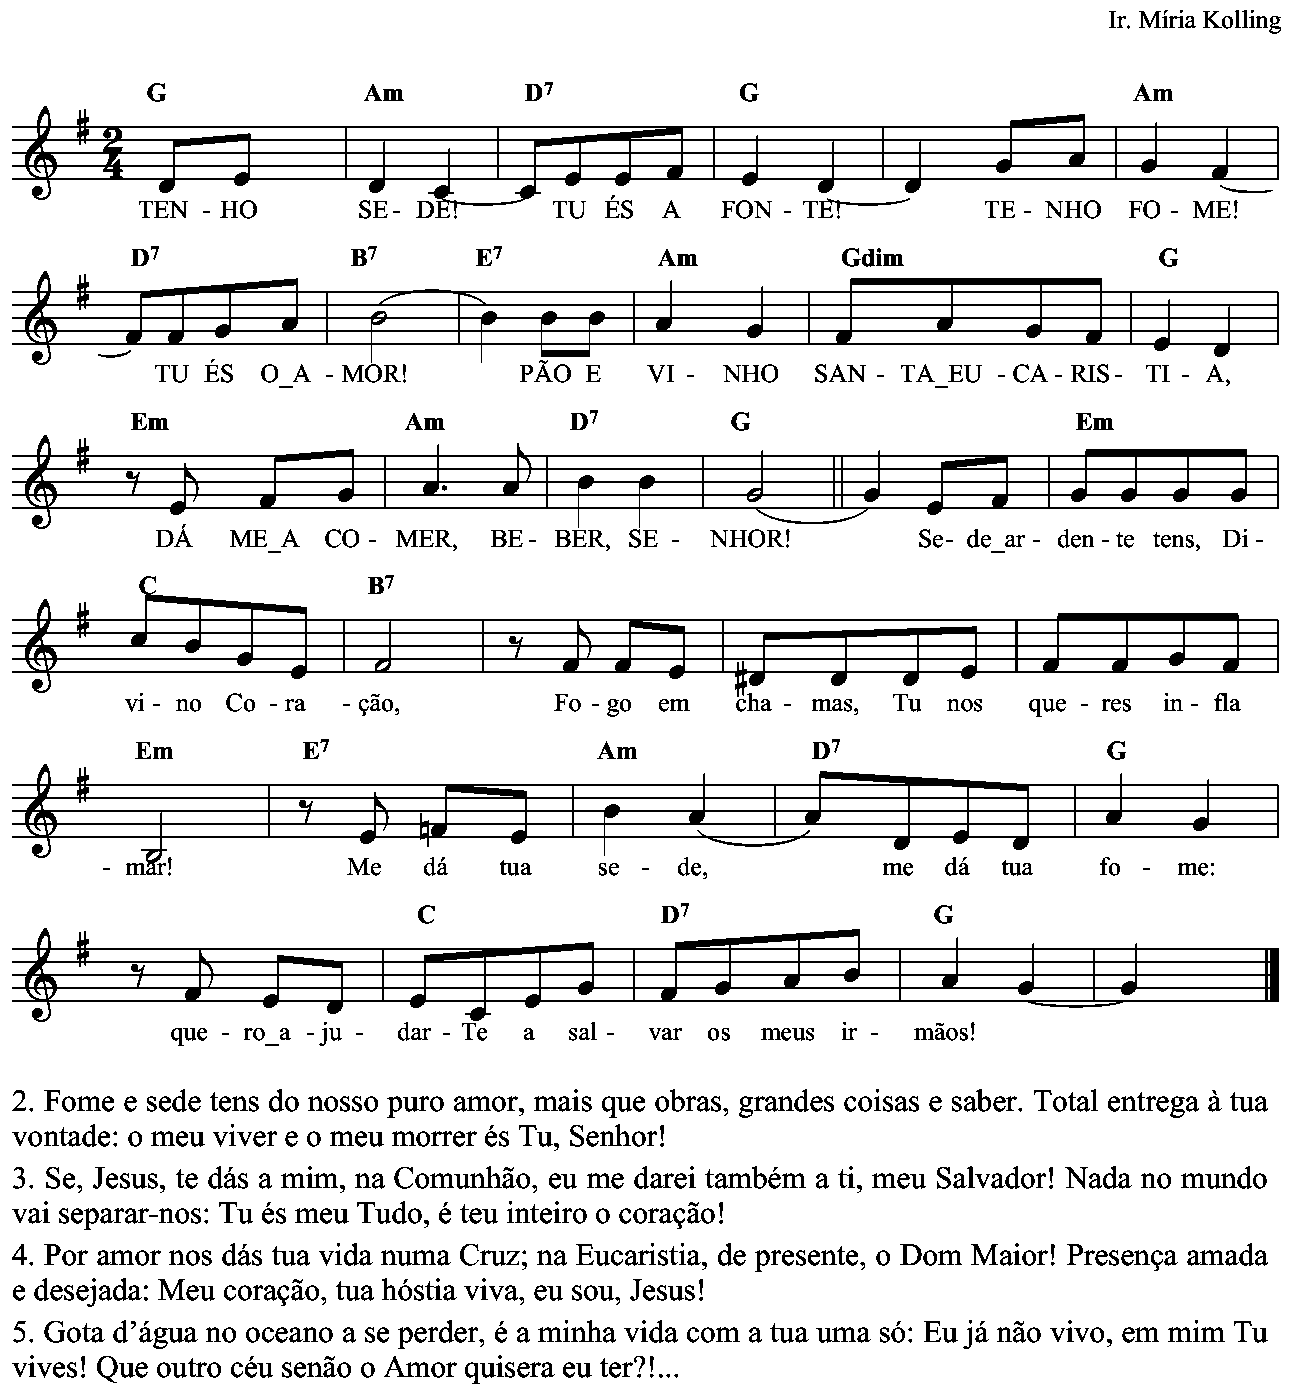 Ir. Míria Kolling
G Am D7 G Am
2
4
TEN - HO SE- DE! TU ÉS A FON-TE! TE - NHO FO - ME!
D7 B7 E7 Am Gdim G
TU ÉS O_A - MOR! PÃO E VI - NHO SAN- TA_EU - CA- RIS- TI - A,
Em Am D7 G Em
DÁ ME_A CO - MER, BE - BER, SE - NHOR! Se- de_ar- den- te tens, Di -
C B7
vi - no Co - ra - ção, Fo - go em cha - mas, Tu nos que - res in - fla
Em E7 Am D7 G
- mar! Me dá tua se - de, me dá tua fo - me:
C D7 G
que - ro_a - ju - dar - Te a sal - var os meus ir - mãos!
2. Fome e sede tens do nosso puro amor, mais que obras, grandes coisas e saber. Total entrega à tua
vontade: o meu viver e o meu morrer és Tu, Senhor!
3. Se, Jesus, te dás a mim, na Comunhão, eu me darei também a ti, meu Salvador! Nada no mundo
vai separar-nos: Tu és meu Tudo, é teu inteiro o coração!
4. Por amor nos dás tua vida numa Cruz; na Eucaristia, de presente, o Dom Maior! Presença amada
e desejada: Meu coração, tua hóstia viva, eu sou, Jesus!
5. Gota d’água no oceano a se perder, é a minha vida com a tua uma só: Eu já não vivo, em mim Tu
vives! Que outro céu senão o Amor quisera eu ter?!...